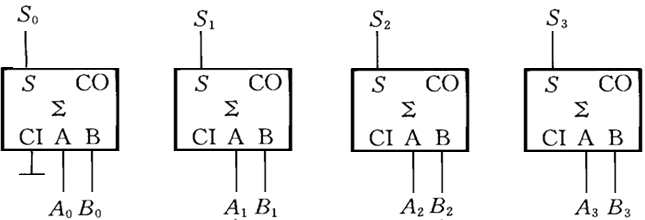 S₀ S₁ S₂ S₃
S CO S CO S CO S CO
Σ Σ Σ Σ
CI A B CI A B CI A B CI A B
A₀ B₀ A₁ B₁ A₂ B₂ A₃ B₃